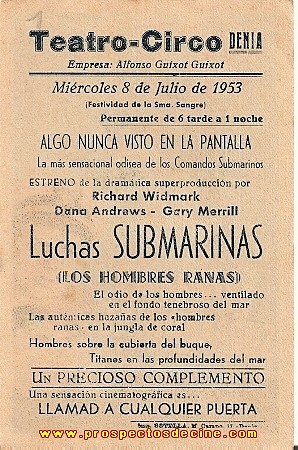 Teatro-Circo DENIA
Empresa: Alfonso Guixot Guixot
Miércoles 8 de Julio de 1953
(Festividad de la Sma. Sangre)
Permanente de 6 tarde a 1 noche
ALGO NUNCA VISTO EN LA PANTALLA
La más sensacional odisea de los Comandos Submarinos
ESTRENO de la dramática superproducción por
Richard Widmark
Dana Andrews - Gary Merrill
Luchas SUBMARINAS
(LOS HOMBRES RANAS)
El odio de los hombres... ventilado
en el fondo tenebroso del mar
Las auténticas hazañas de los «hombres
ranas» en la jungla de coral
Hombres sobre la cubierta del buque,
Titanes en las profundidades del mar
UN PRECIOSO COMPLEMENTO
Una sensación cinematográfica es...
LLAMAD A CUALQUIER PUERTA
Imp. ESTELLA, M. Campo, 17 - Denia
www.prospectosdecine.com